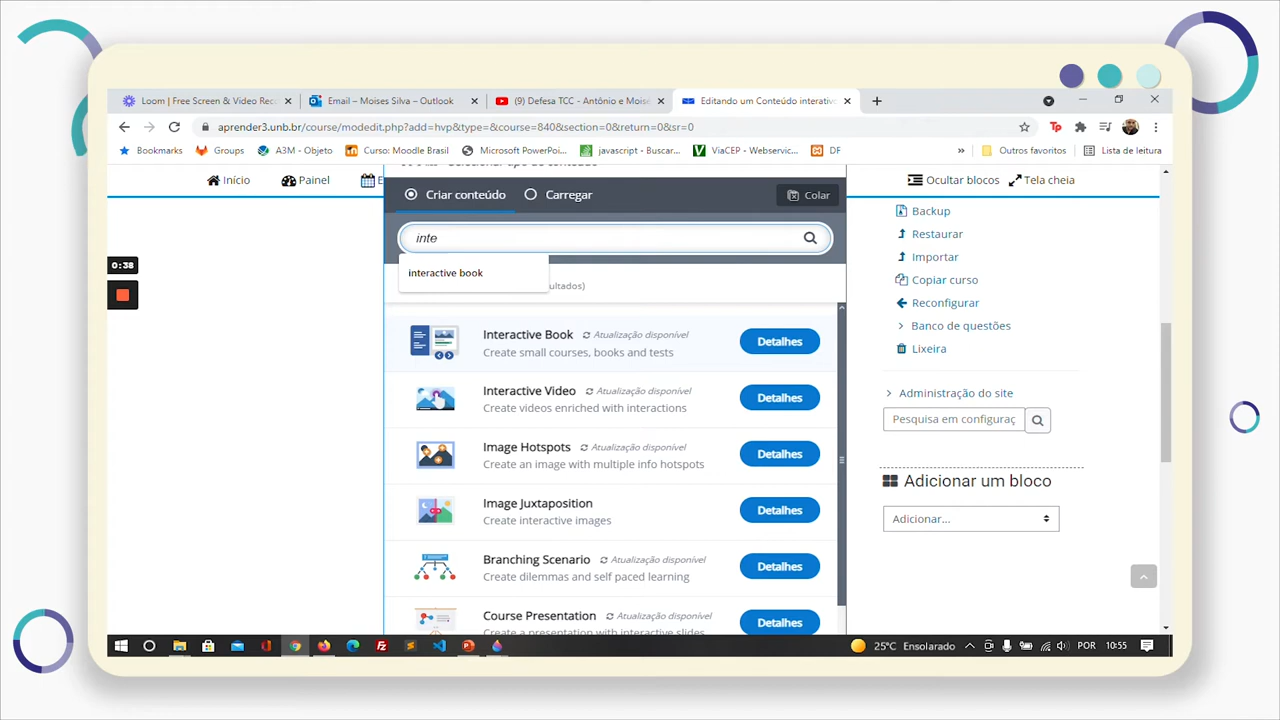 Loom | Free Screen & Video Rec
Email – Moises Silva – Outlook
(9) Defesa TCC - Antônio e Moise
Editando um Conteúdo interativ
aprender3.unb.br/course/modedit.php?add=hvp&type=&course=840&section=0&return=0&sr=0
Bookmarks
Groups
A3M - Objeto
Curso: Moodle Brasil
Microsoft PowerPoi...
javascript - Buscar...
ViaCEP - Webservic...
DF
»
Outros favoritos
Lista de leitura
Início
Painel
E
Ocultar blocos
Tela cheia
Criar conteúdo
Carregar
Colar
inte
interactive book
ultados)
Interactive Book
Atualização disponível
Create small courses, books and tests
Detalhes
Interactive Video
Atualização disponível
Create videos enriched with interactions
Detalhes
Image Hotspots
Atualização disponível
Create an image with multiple info hotspots
Detalhes
Image Juxtaposition
Create interactive images
Detalhes
Branching Scenario
Atualização disponível
Create dilemmas and self paced learning
Detalhes
Course Presentation
Atualização disponível
Create a presentation with interactive slides
Detalhes
Backup
Restaurar
Importar
Copiar curso
Reconfigurar
Banco de questões
Lixeira
Administração do site
Pesquisa em configuraç
Adicionar um bloco
Adicionar...
0:38
25°C Ensolarado
POR
10:55